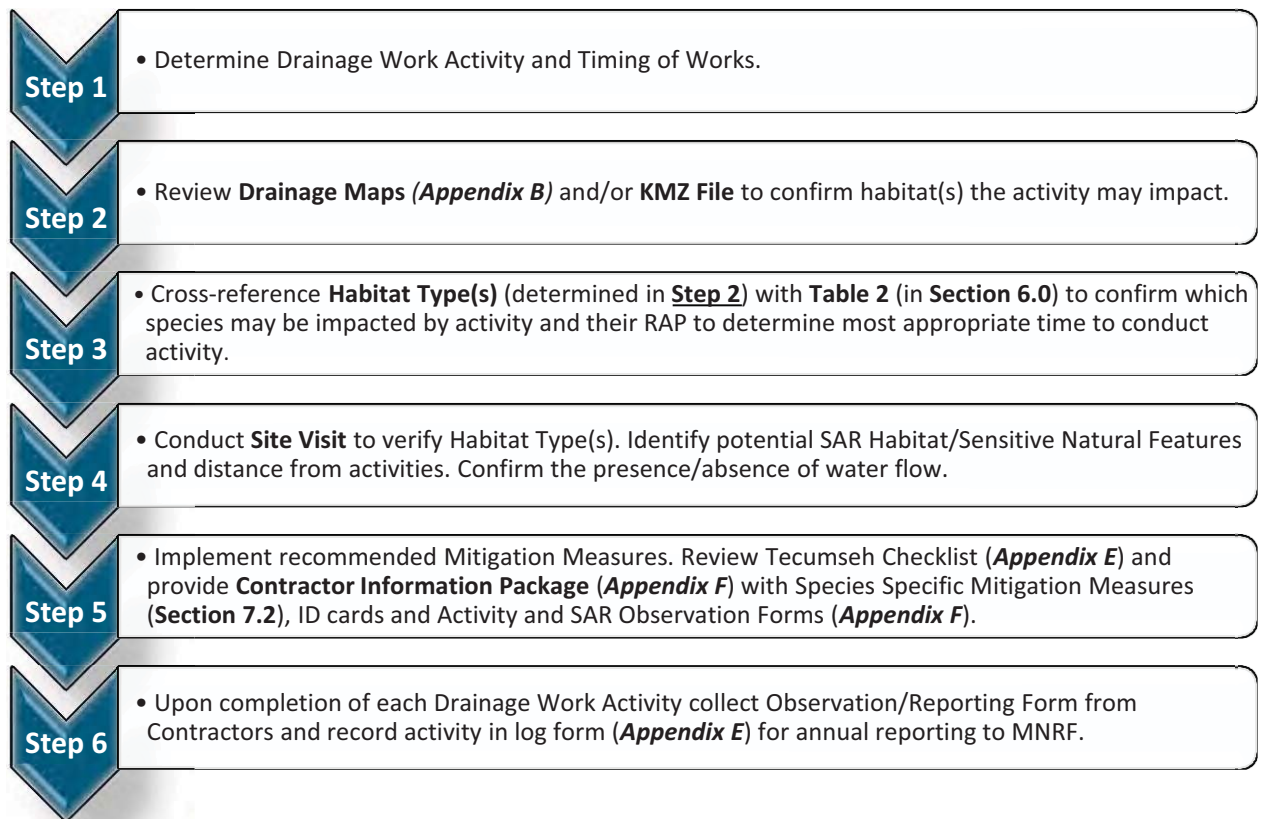 Step 1
• Determine Drainage Work Activity and Timing of Works.
Step 2
• Review Drainage Maps (Appendix B) and/or KMZ File to confirm habitat(s) the activity may impact.
Step 3
• Cross-reference Habitat Type(s) (determined in Step 2) with Table 2 (in Section 6.0) to confirm which
species may be impacted by activity and their RAP to determine most appropriate time to conduct
activity.
Step 4
• Conduct Site Visit to verify Habitat Type(s). Identify potential SAR Habitat/Sensitive Natural Features
and distance from activities. Confirm the presence/absence of water flow.
Step 5
• Implement recommended Mitigation Measures. Review Tecumseh Checklist (Appendix E) and
provide Contractor Information Package (Appendix F) with Species Specific Mitigation Measures
(Section 7.2), ID cards and Activity and SAR Observation Forms (Appendix F).
Step 6
• Upon completion of each Drainage Work Activity collect Observation/Reporting Form from
Contractors and record activity in log form (Appendix E) for annual reporting to MNRF.